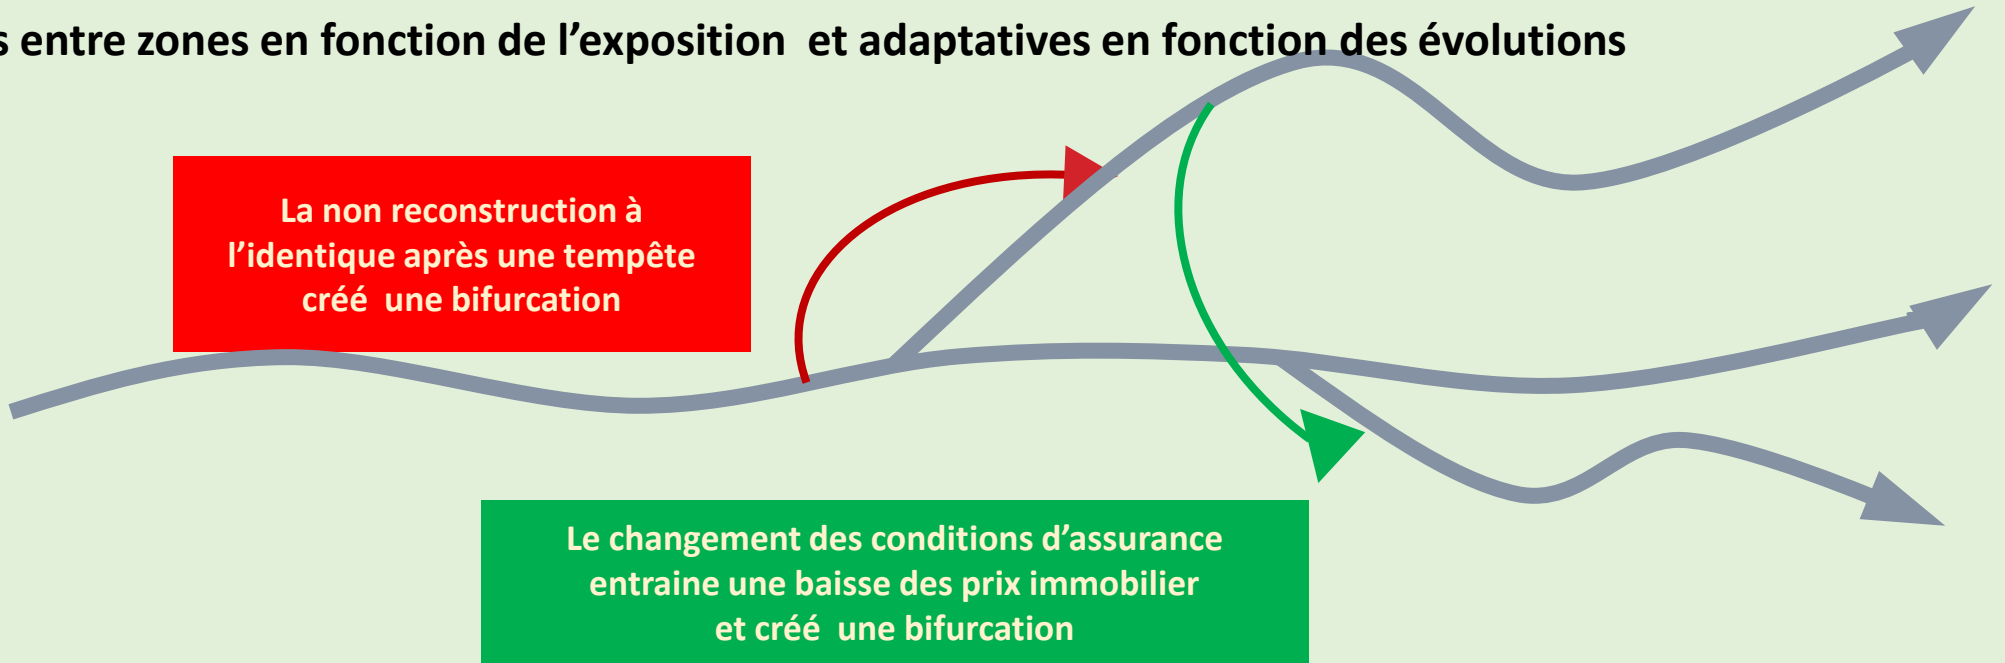 s entre zones en fonction de l’exposition  et adaptatives en fonction des évolutions
La non reconstruction à
l’identique après une tempête
créé  une bifurcation
Le changement des conditions d’assurance
entraine une baisse des prix immobilier
et créé  une bifurcation